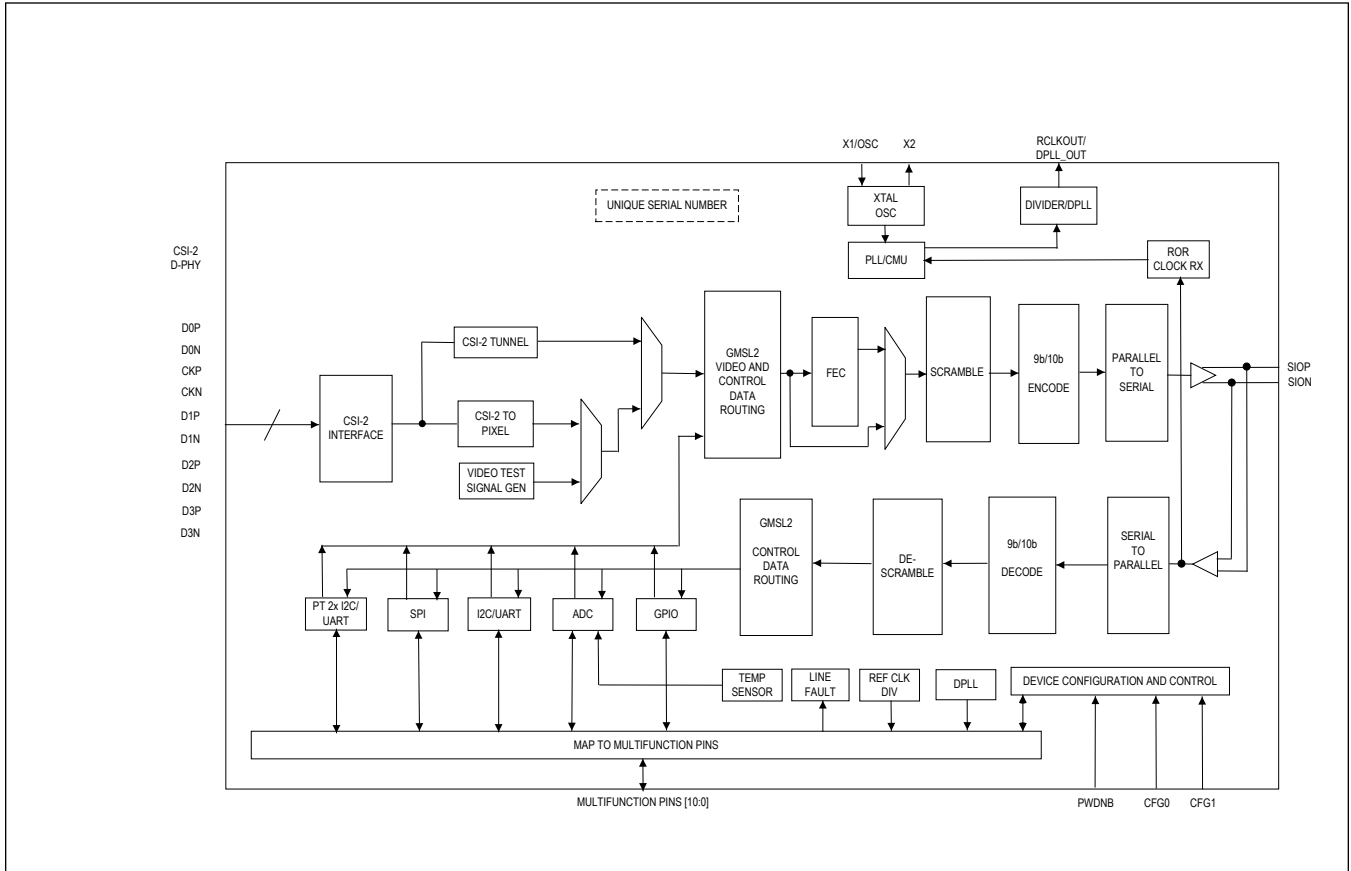 X1/OSC
X2
RCLKOUT/
DPLL_OUT
UNIQUE SERIAL NUMBER
XTAL
OSC
DIVIDER/DPLL
CSI-2
D-PHY
PLL/CMU
ROR
CLOCK RX
D0P
D0N
CKP
CKN
D1P
D1N
D2P
D2N
D3P
D3N
CSI-2
INTERFACE
CSI-2 TUNNEL
CSI-2 TO
PIXEL
VIDEO TEST
SIGNAL GEN
GMSL2
VIDEO AND
CONTROL
DATA
ROUTING
FEC
SCRAMBLE
9b/10b
ENCODE
PARALLEL
TO
SERIAL
SIOP
SION
GMSL2
CONTROL
DATA
ROUTING
DE-
SCRAMBLE
9b/10b
DECODE
SERIAL
TO
PARALLEL
PT 2x I2C/
UART
SPI
I2C/UART
ADC
GPIO
TEMP
SENSOR
LINE
FAULT
REF CLK
DIV
DPLL
DEVICE CONFIGURATION AND CONTROL
MAP TO MULTIFUNCTION PINS
MULTIFUNCTION PINS [10:0]
PWDNB
CFG0
CFG1